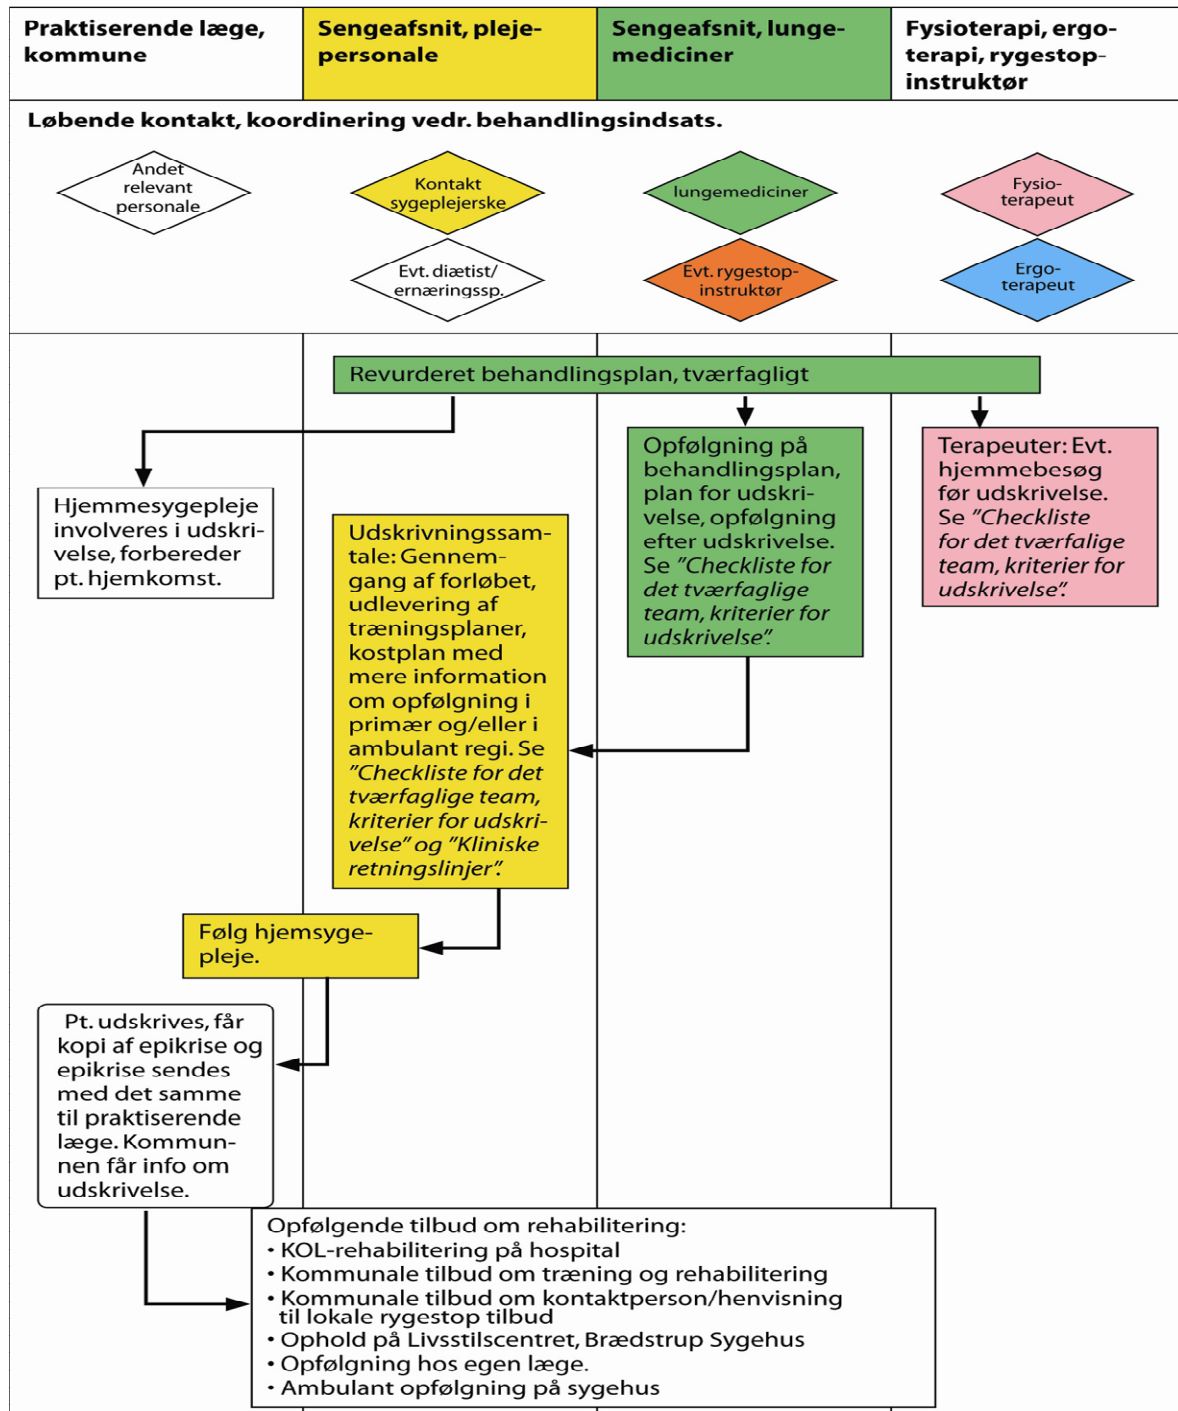 Praktiserende læge,
kommune
Sengeafsnit, pleje-
personale
Sengeafsnit, lunge-
mediciner
Fysioterapi, ergo-
terapi, rygestop-
instruktør
Løbende kontakt, koordinering vedr. behandlingsindsats.
Andet
relevant
personale
Kontakt
sygeplejerske
lungemediciner
Fysio-
terapeut
Evt. diætist/
ernæringssp.
Evt. rygestop-
instruktør
Ergo-
terapeut
Revurderet behandlingsplan, tværfagligt
Hjemmesygepleje
involveres i udskri-
velse, forbereder
pt. hjemkomst.
Opfølgning på
behandlingsplan,
plan for udskri-
velse, opfølgning
efter udskrivelse.
Se ”Checkliste for
det tværfaglige
team, kriterier for
udskrivelse”.
Terapeuter: Evt.
hjemmebesøg
før udskrivelse.
Se ”Checkliste
for det tværfalige
team, kriterier for
udskrivelse”.
Udskrivningssam-
tale: Gennem-
gang af forløbet,
udlevering af
træningsplaner,
kostplan med
mere information
om opfølgning i
primær og/eller i
ambulant regi. Se
”Checkliste for det
tværfaglige team,
kriterier for udskri-
velse” og ”Kliniske
retningslinjer”.
Følg hjemsyge-
pleje.
Pt. udskrives, får
kopi af epikrise og
epikrise sendes
med det samme
til praktiserende
læge. Kommun-
nen får info om
udskrivelse.
Opfølgende tilbud om rehabilitering:
• KOL-rehabilitering på hospital
• Kommunale tilbud om træning og rehabilitering
• Kommunale tilbud om kontaktperson/henvisning
til lokale rygestop tilbud
• Ophold på Livsstilscentret, Brædstrup Sygehus
• Opfølgning hos egen læge.
• Ambulant opfølgning på sygehus